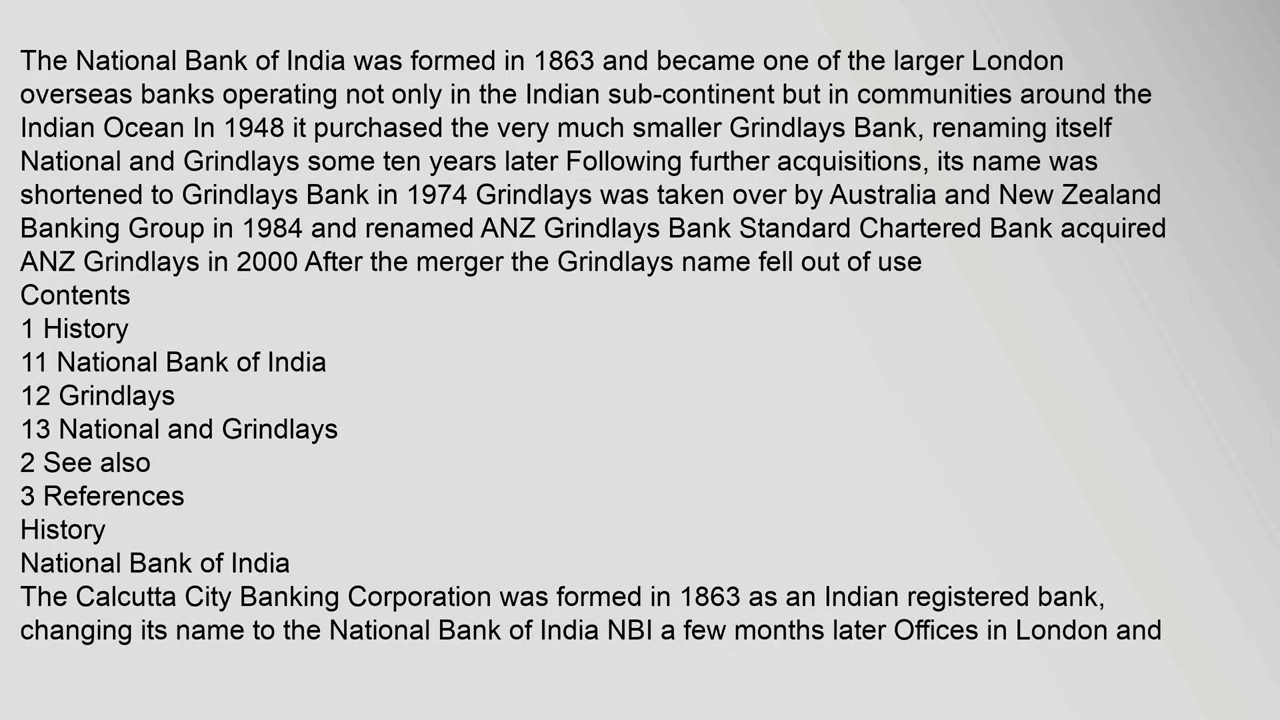 The National Bank of India was formed in 1863 and became one of the larger London
overseas banks operating not only in the Indian sub-continent but in communities around the
Indian Ocean In 1948 it purchased the very much smaller Grindlays Bank, renaming itself
National and Grindlays some ten years later Following further acquisitions, its name was
shortened to Grindlays Bank in 1974 Grindlays was taken over by Australia and New Zealand
Banking Group in 1984 and renamed ANZ Grindlays Bank Standard Chartered Bank acquired
ANZ Grindlays in 2000 After the merger the Grindlays name fell out of use
Contents
1 History
11 National Bank of India
12 Grindlays
13 National and Grindlays
2 See also
3 References
History
National Bank of India
The Calcutta City Banking Corporation was formed in 1863 as an Indian registered bank,
changing its name to the National Bank of India NBI a few months later Offices in London and